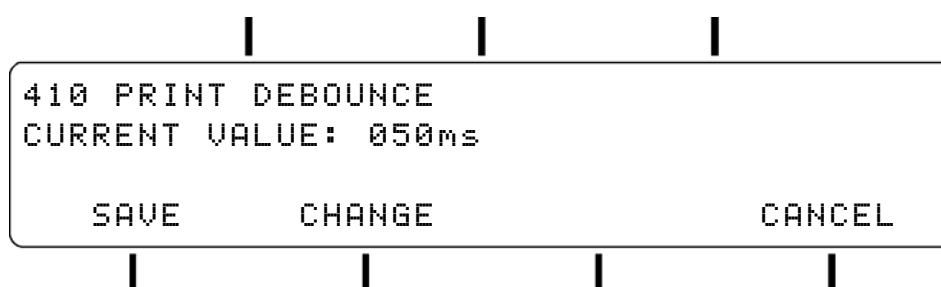 410 PRINT DEBOUNCE
CURRENT VALUE: 050ms
SAVE CHANGE CANCEL